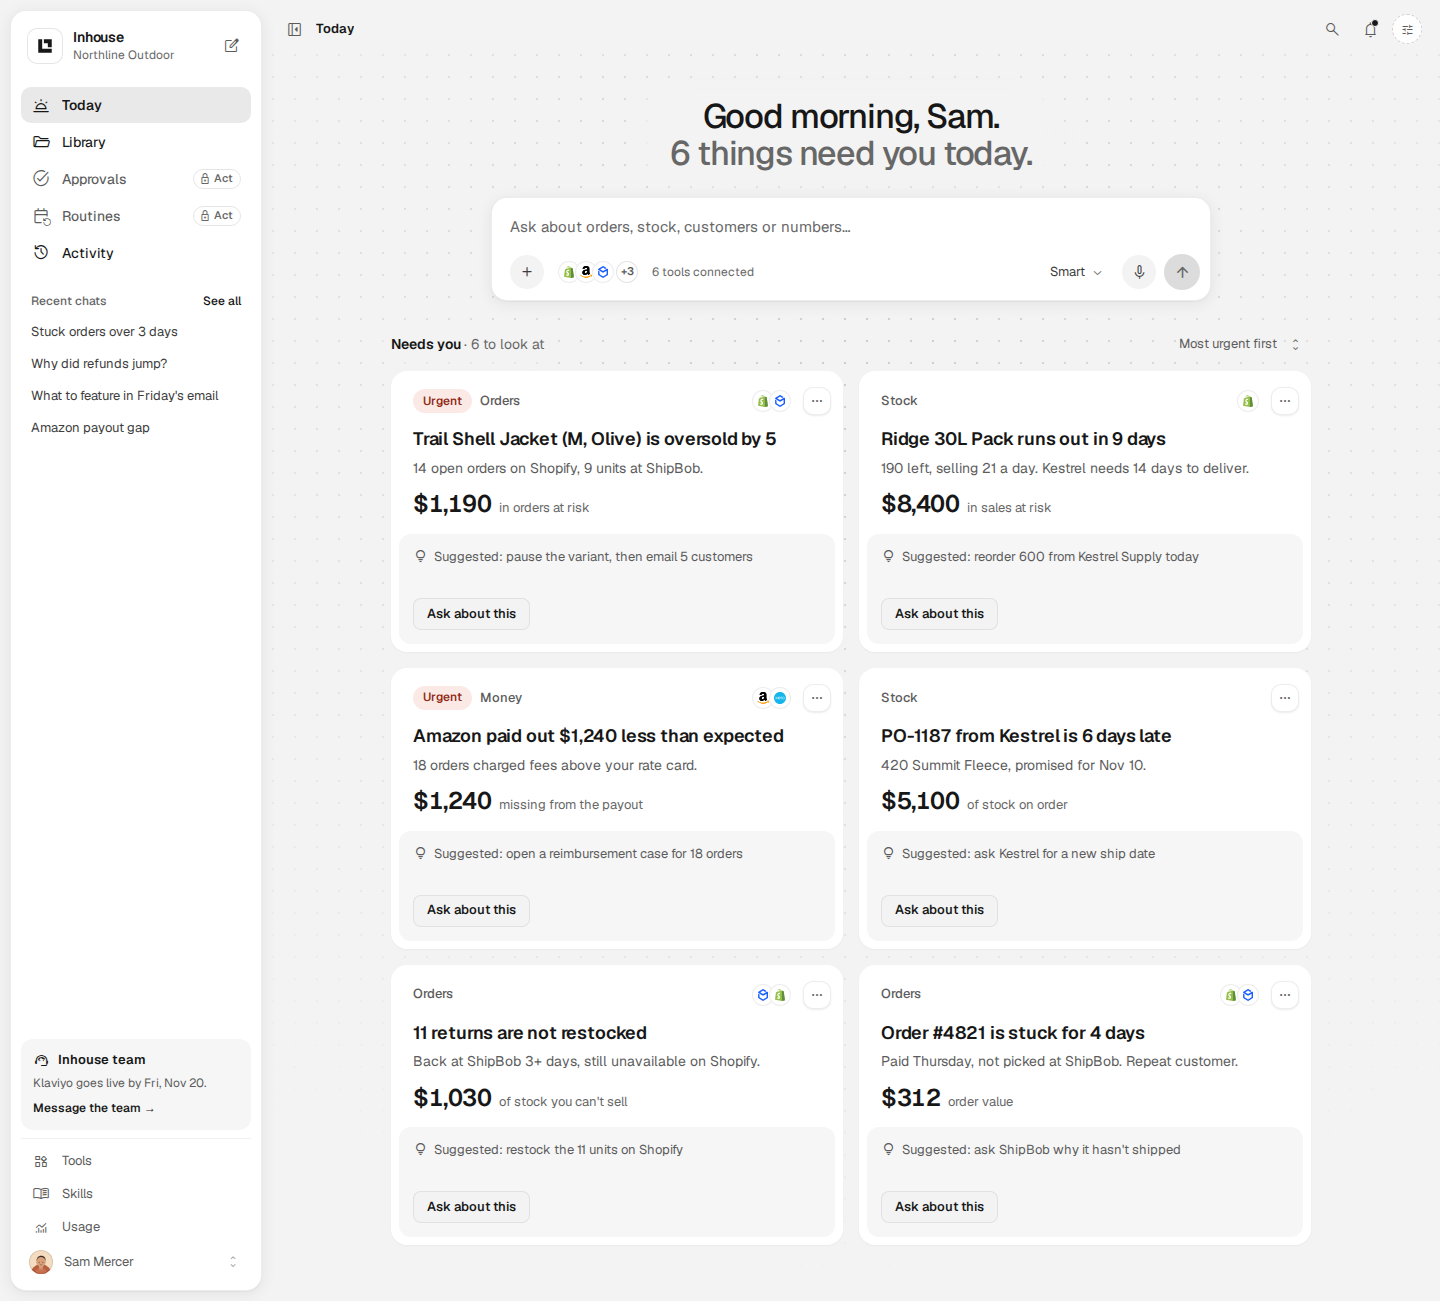 Inhouse
Northline Outdoor
Today
Library
Approvals
Act
Routines
Act
Activity
Recent chats
See all
Stuck orders over 3 days
Why did refunds jump?
What to feature in Friday's email
Amazon payout gap
Inhouse team
Klaviyo goes live by Fri, Nov 20.
Message the team →
Tools
Skills
Usage
Sam Mercer
Today
Good morning, Sam.
6 things need you today.
Ask about orders, stock, customers or numbers...
+3
6 tools connected
Smart
Needs you · 6 to look at
Most urgent first
Urgent
Orders
Trail Shell Jacket (M, Olive) is oversold by 5
14 open orders on Shopify, 9 units at ShipBob.
$1,190 in orders at risk
Suggested: pause the variant, then email 5 customers
Ask about this
Stock
Ridge 30L Pack runs out in 9 days
190 left, selling 21 a day. Kestrel needs 14 days to deliver.
$8,400 in sales at risk
Suggested: reorder 600 from Kestrel Supply today
Ask about this
Urgent
Money
Amazon paid out $1,240 less than expected
18 orders charged fees above your rate card.
$1,240 missing from the payout
Suggested: open a reimbursement case for 18 orders
Ask about this
Stock
PO-1187 from Kestrel is 6 days late
420 Summit Fleece, promised for Nov 10.
$5,100 of stock on order
Suggested: ask Kestrel for a new ship date
Ask about this
Orders
11 returns are not restocked
Back at ShipBob 3+ days, still unavailable on Shopify.
$1,030 of stock you can't sell
Suggested: restock the 11 units on Shopify
Ask about this
Orders
Order #4821 is stuck for 4 days
Paid Thursday, not picked at ShipBob. Repeat customer.
$312 order value
Suggested: ask ShipBob why it hasn't shipped
Ask about this